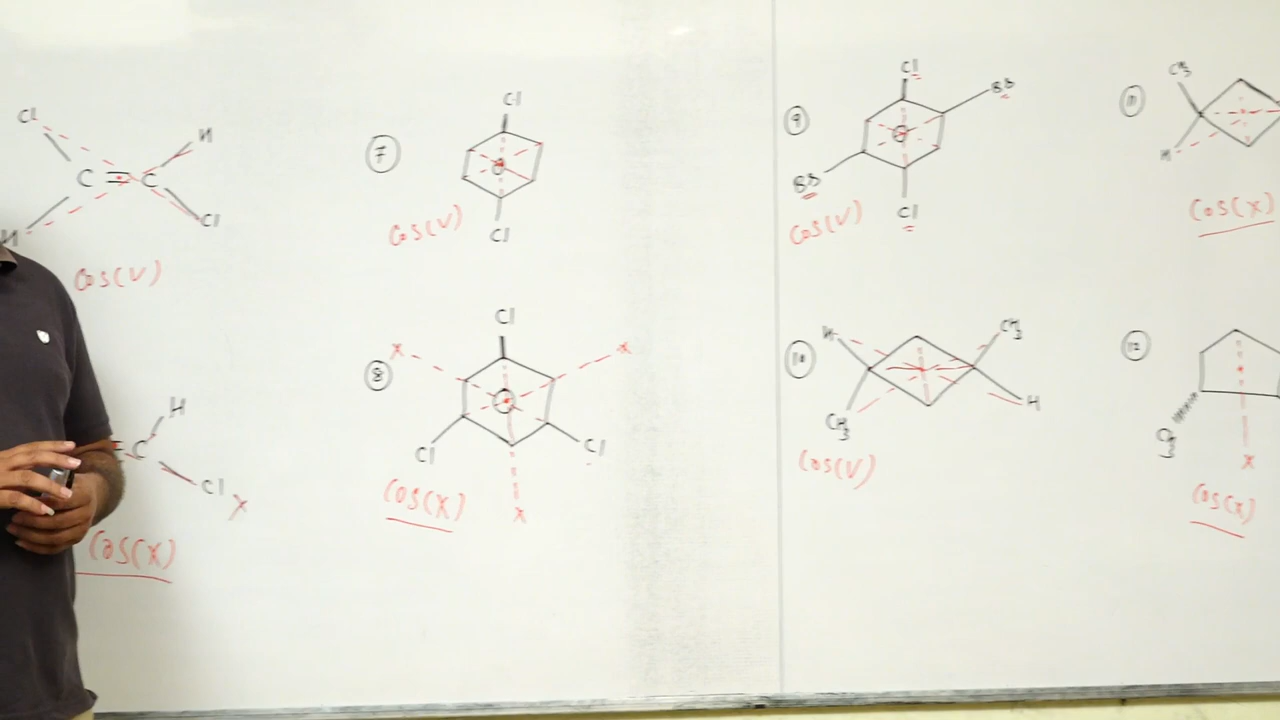 Cl
H
C = C
H
Cl
COS(V)
H
C
Cl
X
COS(X)
7
Cl
Cl
COS(V)
8
Cl
X
X
Cl
Cl
X
COS(X)
9
Cl
Br
Br
Cl
COS(V)
10
H
CH3
CH3
H
COS(V)
11
CH3
H
COS(X)
12
CH3
X
COS(X)